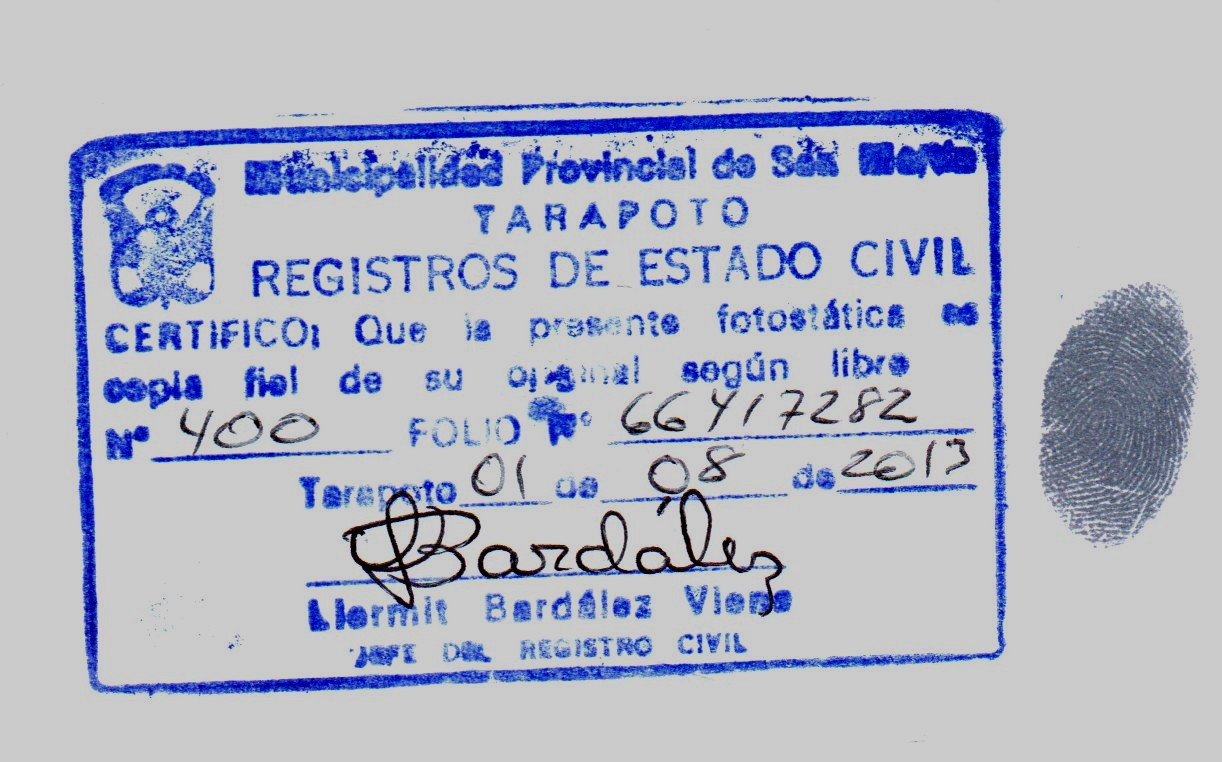 Municipalidad Provincial de San Martín
TARAPOTO
REGISTROS DE ESTADO CIVIL
CERTIFICO: Que la presente fotostática es
copia fiel de su original según libro
Nº 400 FOLIO Nº 66417282
Tarapoto 01 de 08 de 2013
Bardález
Llermit Bardález Viena
JEFE DEL REGISTRO CIVIL